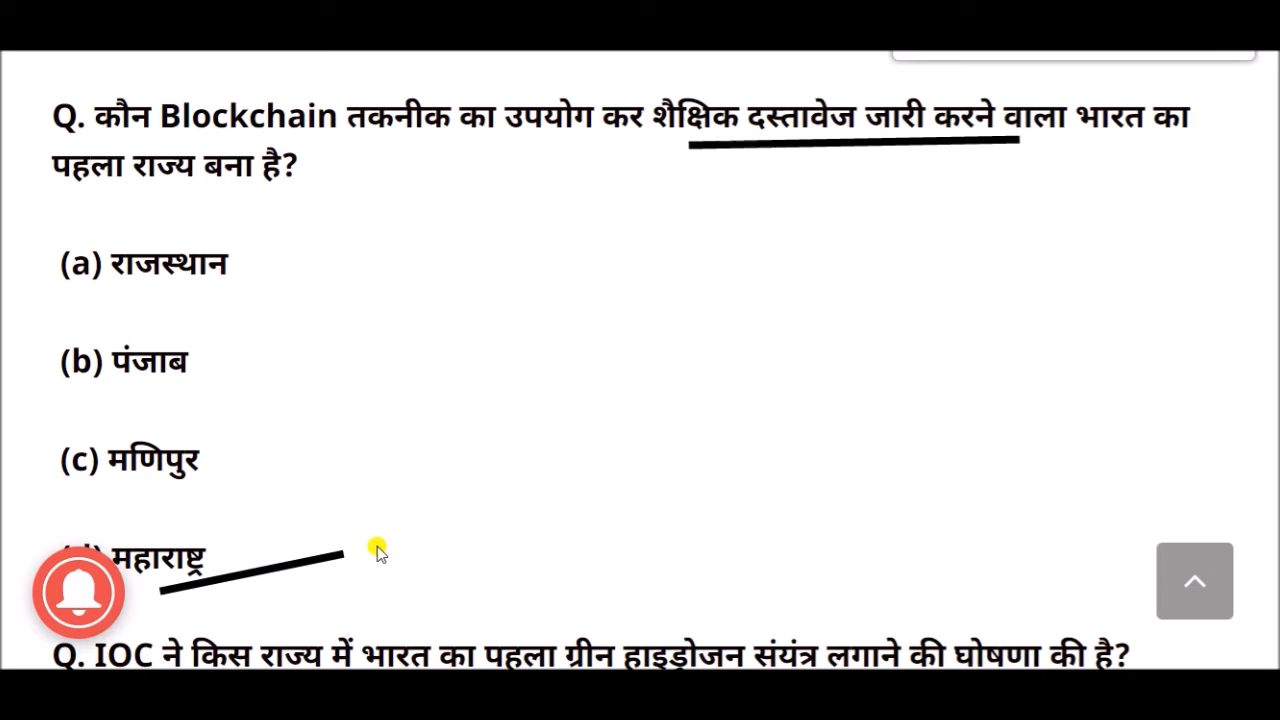 Q. कौन Blockchain तकनीक का उपयोग कर शैक्षिक दस्तावेज जारी करने वाला भारत का
पहला राज्य बना है?
(a) राजस्थान
(b) पंजाब
(c) मणिपुर
(d) महाराष्ट्र
Q. IOC ने किस राज्य में भारत का पहला ग्रीन हाइड्रोजन संयंत्र लगाने की घोषणा की है?